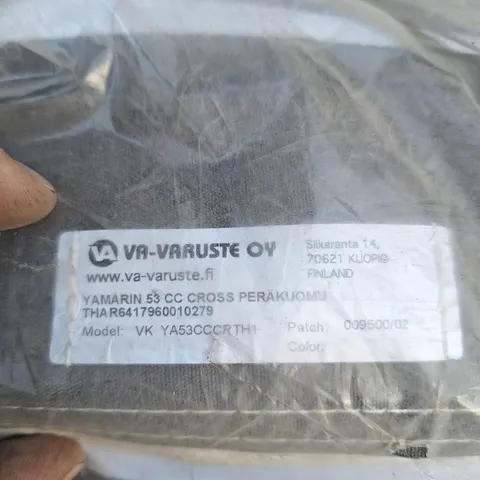 VA VA-VARUSTE OY
Siikaranta 14,
70621 KUOPIO
www.va-varuste.fi
FINLAND
YAMARIN 53 CC CROSS PERÄKUOMU
THAR6417960010279
Model: VK YA53CCCRTH1 Patch: 009500/02
Color: